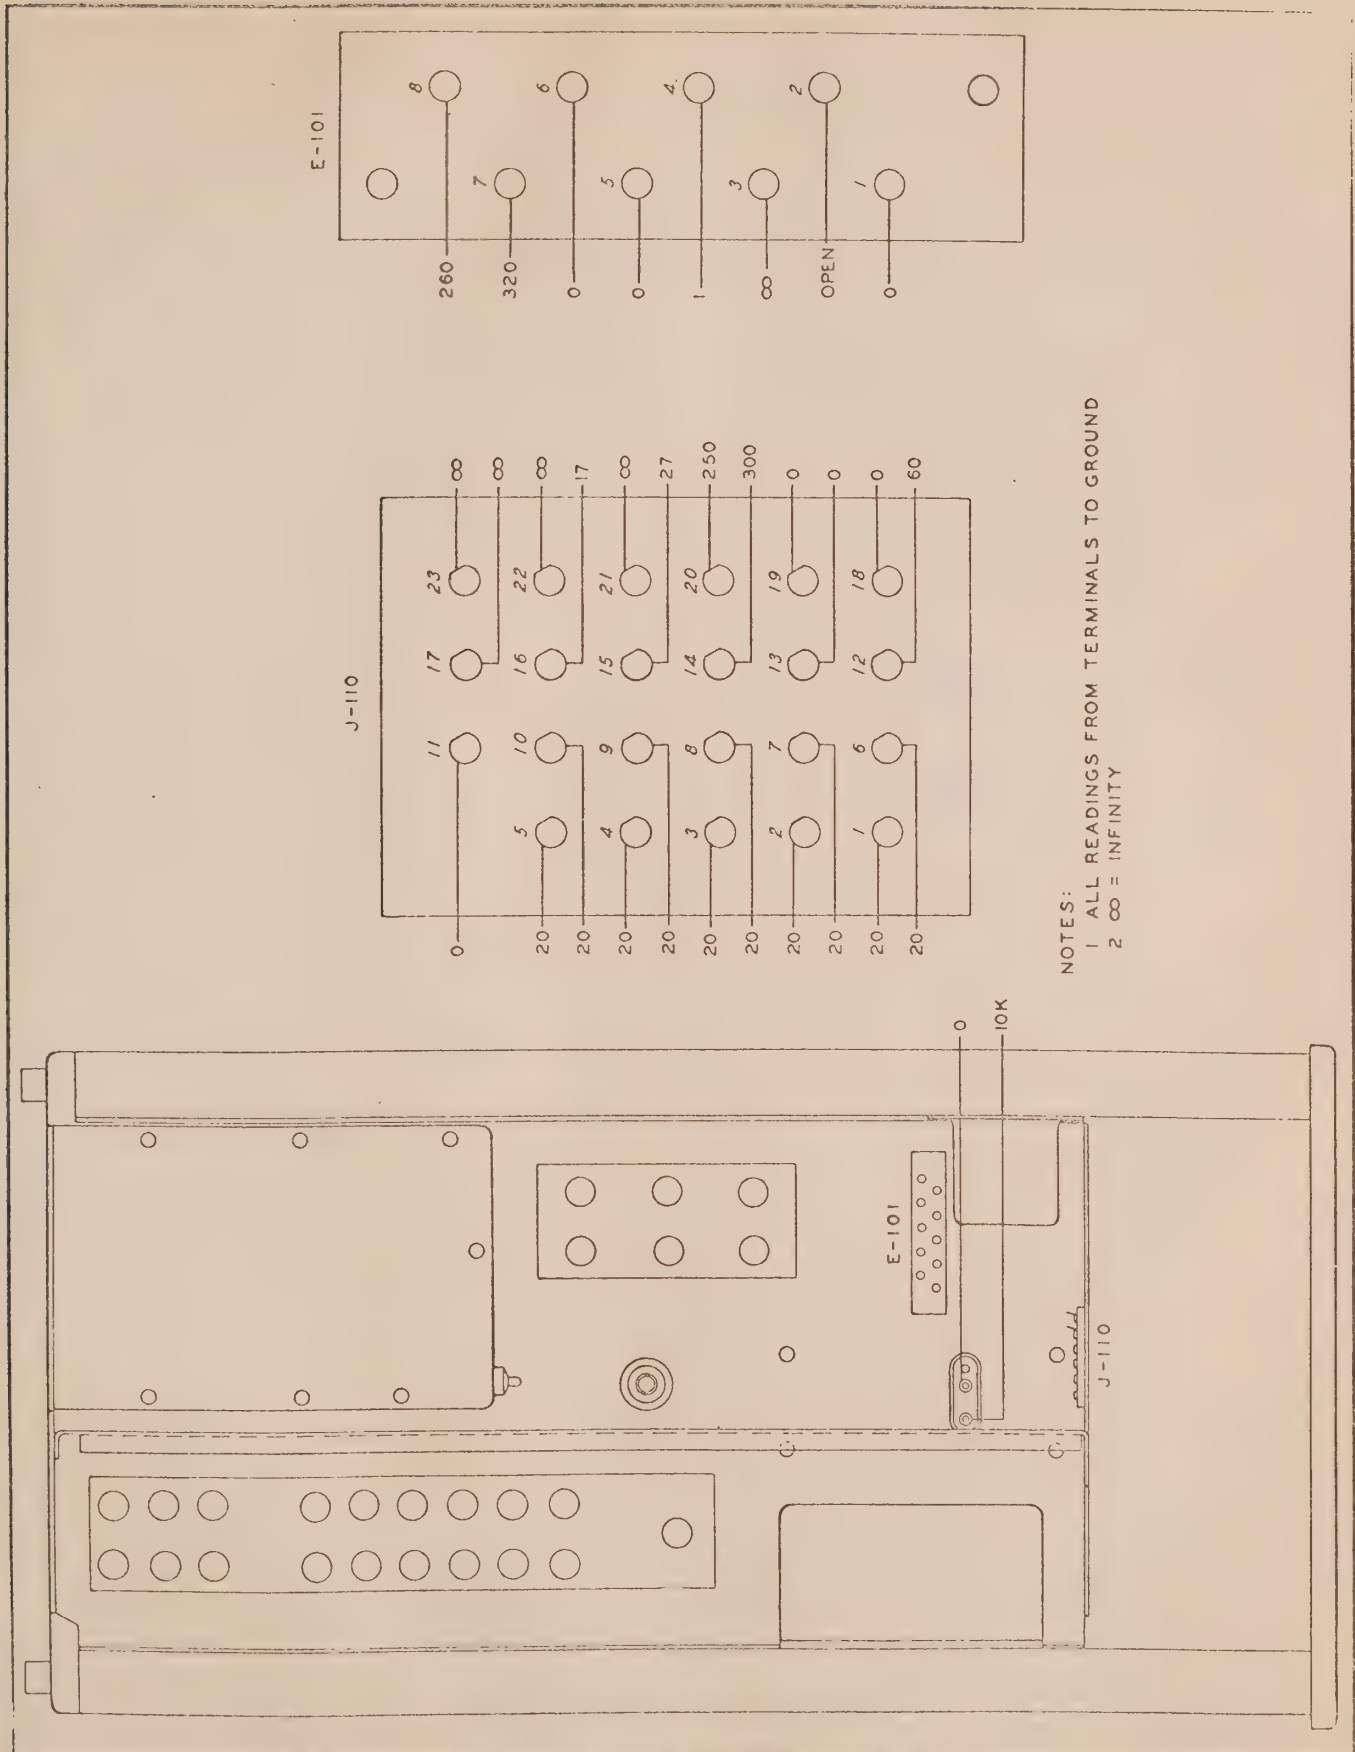 E-101
0
10K
J-110
J-110
11 17 23
0 ∞
∞
5 10 16 22
20 ∞
20 17
4 9 15 21
20 ∞
20 27
3 8 14 20
20 250
20 300
2 7 13 19
20 0
20 0
1 6 12 18
20 0
20 60
E-101
8
260
7
320
6
0
5
0
4
1
3
∞
2
OPEN
1
0
NOTES:
1 ALL READINGS FROM TERMINALS TO GROUND
2 ∞ = INFINITY